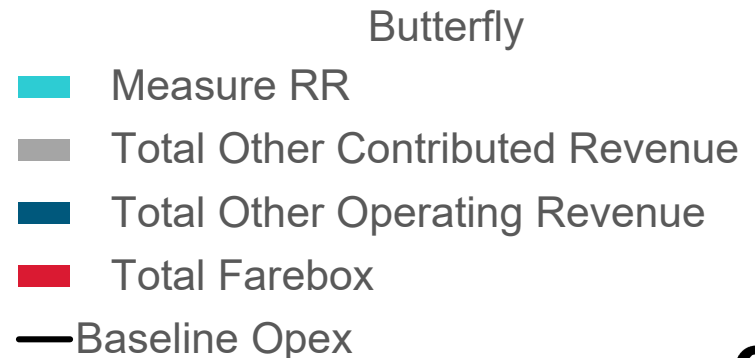 Butterfly
Measure RR
Total Other Contributed Revenue
Total Other Operating Revenue
Total Farebox
Baseline Opex